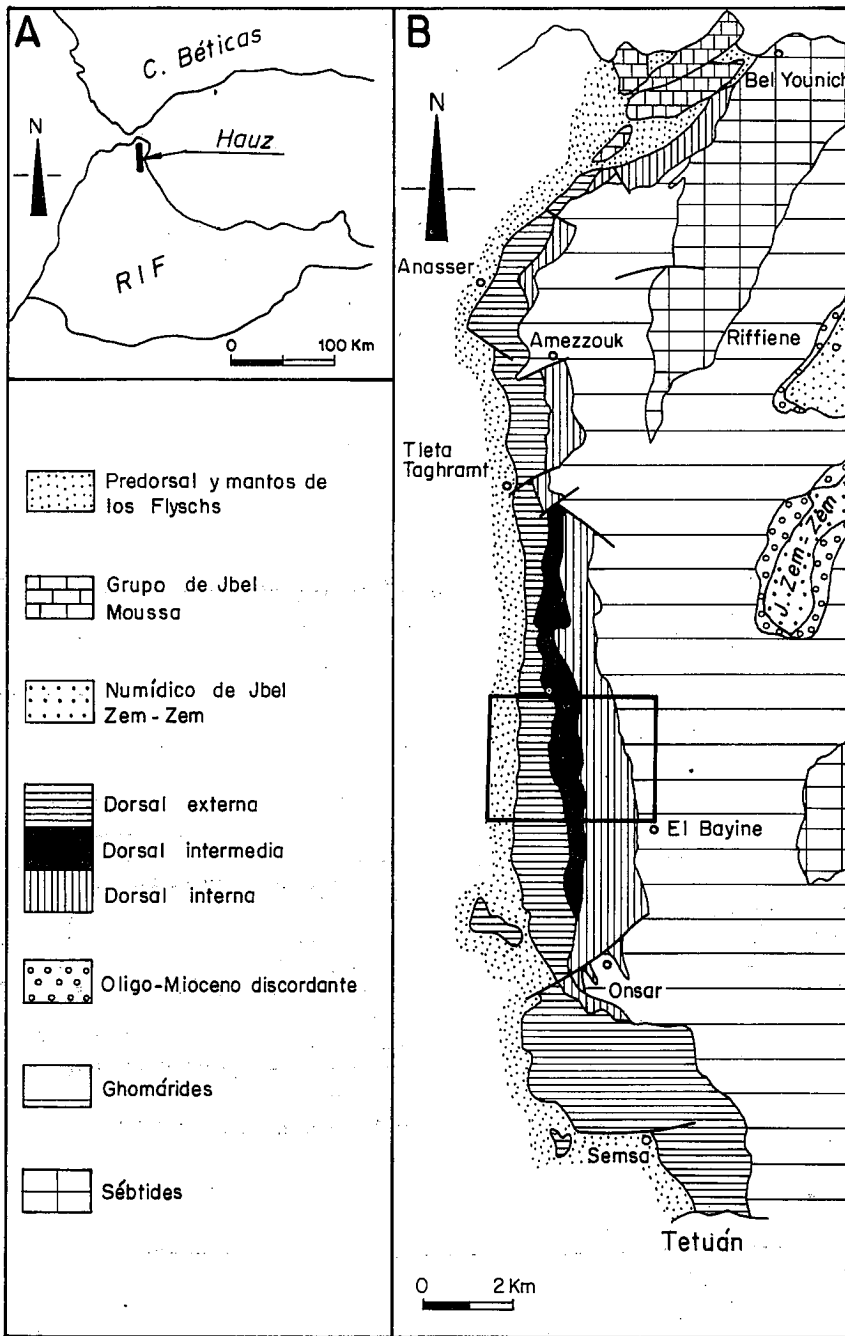 A
C. Béticas
N
Hauz
RIF
0 100 Km
Predorsal y mantos de
los Flyschs
Grupo de Jbel
Moussa
Numídico de Jbel
Zem-Zem
Dorsal externa
Dorsal intermedia
Dorsal interna
Oligo-Mioceno discordante
Ghomárides
Sébtides
B
Bel Younich
N
Anasser
Amezzouk
Riffiene
Tleta
Taghramt
J. Zem-Zem
El Bayine
Onsar
Semsa
Tetuán
0 2 Km